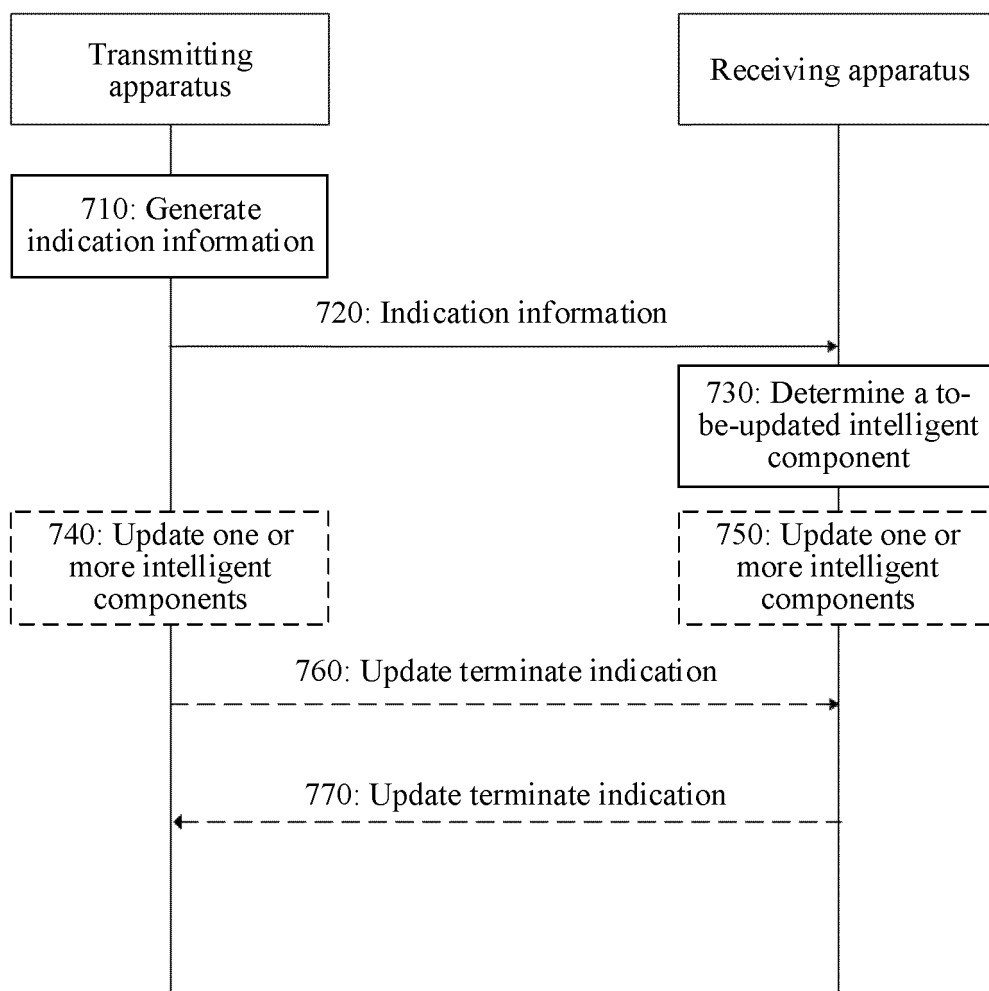 Transmitting
apparatus
Receiving apparatus
710: Generate
indication information
720: Indication information
730: Determine a to-
be-updated intelligent
component
740: Update one or
more intelligent
components
750: Update one or
more intelligent
components
760: Update terminate indication
770: Update terminate indication